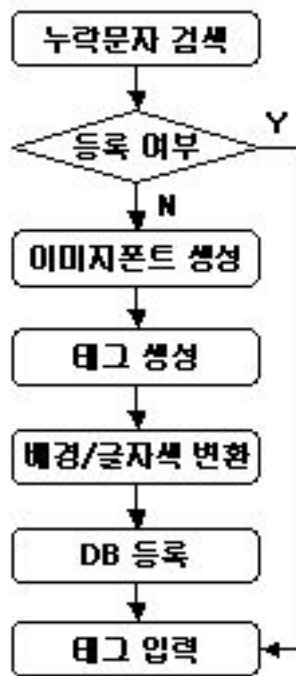 누락문자 검색
등록 여부
Y
N
이미지폰트 생성
태그 생성
배경/글자색 변환
DB 등록
태그 입력